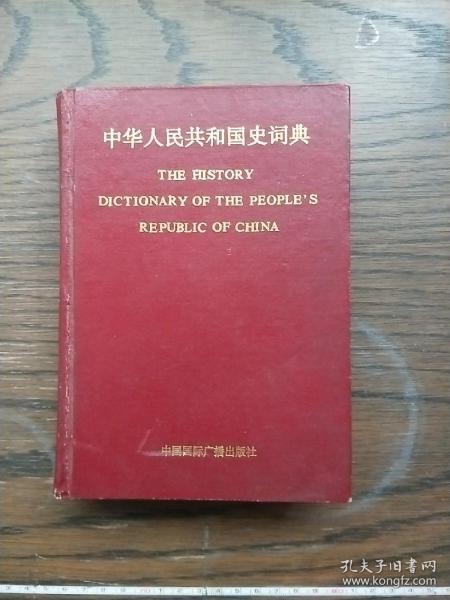 中华人民共和国史词典
THE HISTORY
DICTIONARY OF THE PEOPLE'S
REPUBLIC OF CHINA
中国国际广播出版社
孔夫子旧书网
www.kongfz.com